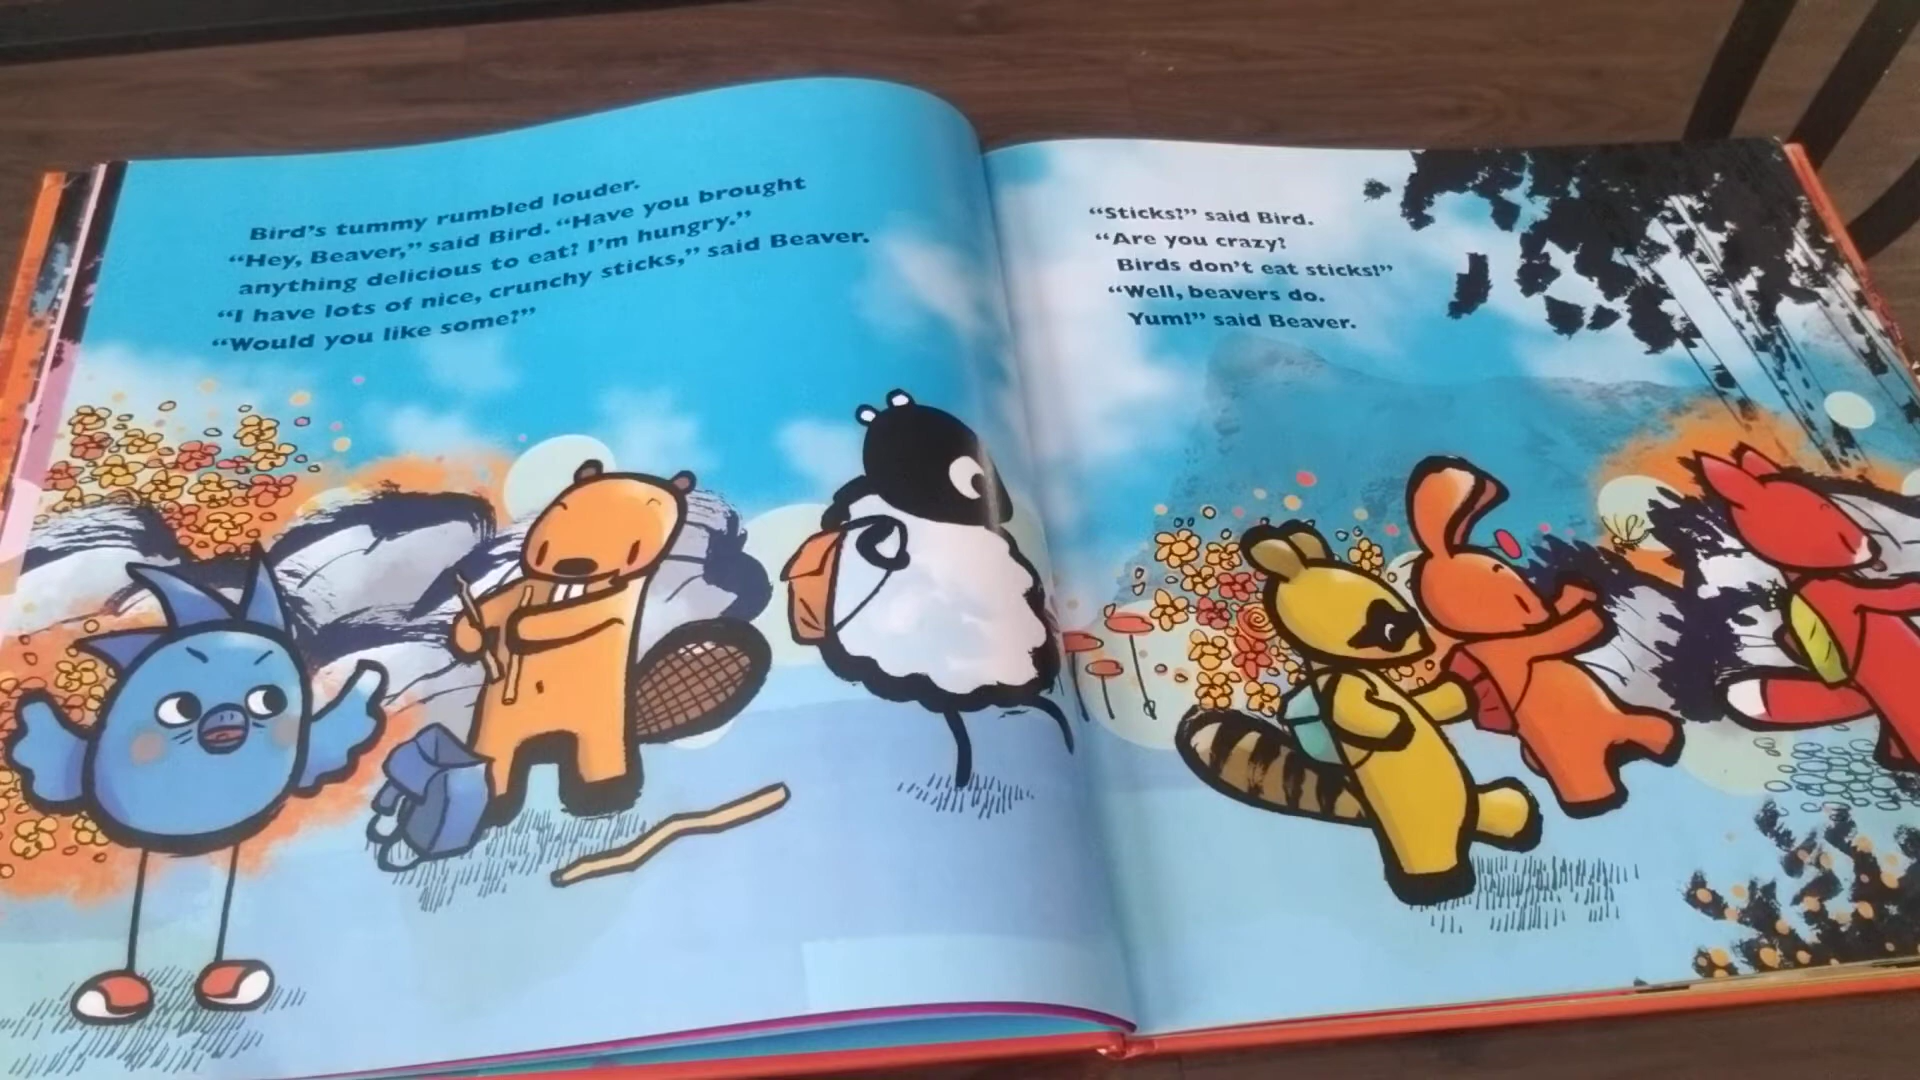 Bird's tummy rumbled louder.
“Hey, Beaver,” said Bird. “Have you brought
anything delicious to eat? I'm hungry.”
“I have lots of nice, crunchy sticks,” said Beaver.
“Would you like some?”
“Sticks?” said Bird.
“Are you crazy?
Birds don't eat sticks!”
“Well, beavers do.
Yum!” said Beaver.